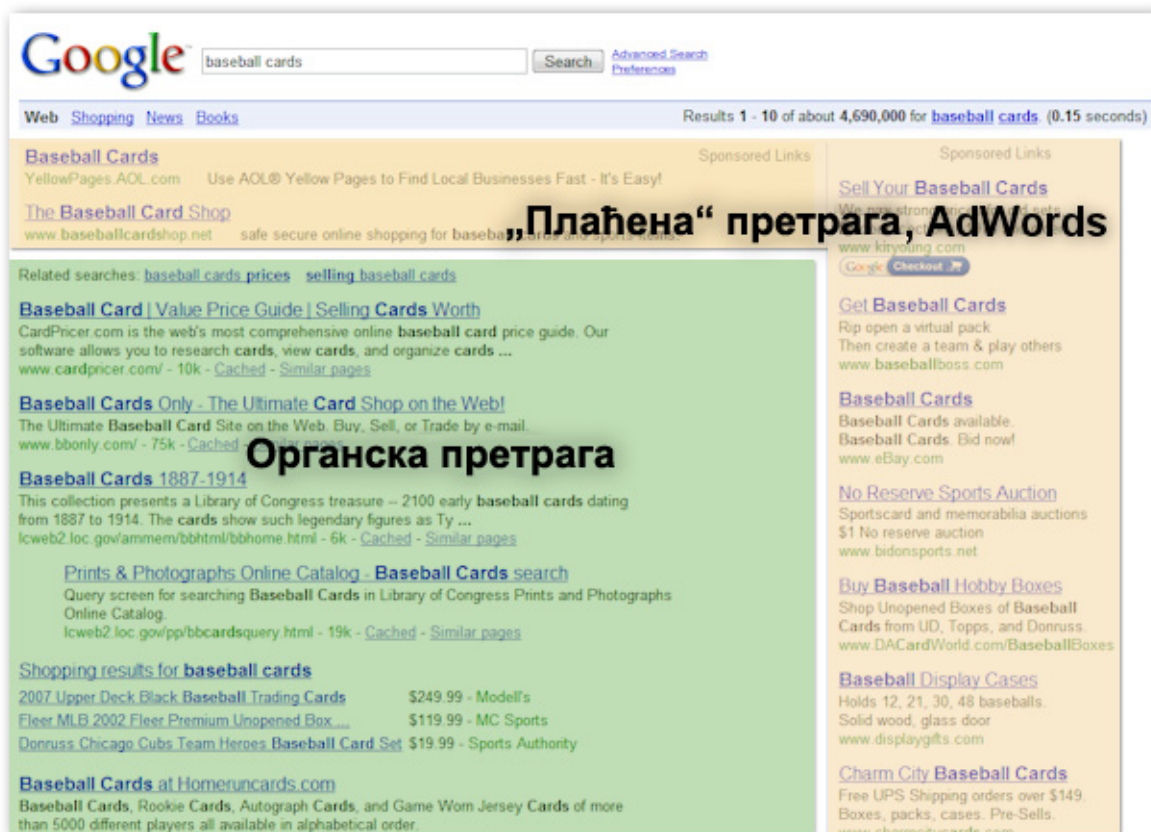 Google
baseball cards
Search
Advanced Search
Preferences
Web Shopping News Books
Results 1 - 10 of about 4,690,000 for baseball cards. (0.15 seconds)
Baseball Cards
Sponsored Links
YellowPages.AOL.com Use AOL® Yellow Pages to Find Local Businesses Fast - It's Easy!
The Baseball Card Shop
www.baseballcardshop.net safe secure online shopping for baseball cards and sports items.
„Плаћена“ претрага, AdWords
Related searches: baseball cards prices selling baseball cards
Baseball Card | Value Price Guide | Selling Cards Worth
CardPricer.com is the web's most comprehensive online baseball card price guide. Our
software allows you to research cards, view cards, and organize cards ...
www.cardpricer.com/ - 10k - Cached - Similar pages
Baseball Cards Only - The Ultimate Card Shop on the Web!
The Ultimate Baseball Card Site on the Web. Buy, Sell, or Trade by e-mail.
www.bbonly.com/ - 75k - Cached - Similar pages
Органска претрага
Baseball Cards 1887-1914
This collection presents a Library of Congress treasure -- 2100 early baseball cards dating
from 1887 to 1914. The cards show such legendary figures as Ty ...
lcweb2.loc.gov/ammem/bbhtml/bbhome.html - 6k - Cached - Similar pages
Prints & Photographs Online Catalog - Baseball Cards search
Query screen for searching Baseball Cards in Library of Congress Prints and Photographs
Online Catalog.
lcweb2.loc.gov/pp/bbcardsquery.html - 19k - Cached - Similar pages
Shopping results for baseball cards
2007 Upper Deck Black Baseball Trading Cards $249.99 - Modell's
Fleer MLB 2002 Fleer Premium Unopened Box ... $119.99 - MC Sports
Donruss Chicago Cubs Team Heroes Baseball Card Set $19.99 - Sports Authority
Baseball Cards at Homeruncards.com
Baseball Cards, Rookie Cards, Autograph Cards, and Game Worn Jersey Cards of more
than 5000 different players all available in alphabetical order.
Sponsored Links
Sell Your Baseball Cards
We pay strong
www.kityoung.com
Google Checkout
Get Baseball Cards
Rip open a virtual pack
Then create a team & play others
www.baseballboss.com
Baseball Cards
Baseball Cards available.
Baseball Cards. Bid now!
www.eBay.com
No Reserve Sports Auction
Sportscard and memorabilia auctions
$1 No reserve auction
www.bidonsports.net
Buy Baseball Hobby Boxes
Shop Unopened Boxes of Baseball
Cards from UD, Topps, and Donruss.
www.DACardWorld.com/BaseballBoxes
Baseball Display Cases
Holds 12, 21, 30, 48 baseballs.
Solid wood, glass door
www.displaygifts.com
Charm City Baseball Cards
Free UPS Shipping orders over $149.
Boxes, packs, cases. Pre-Sells.
www.charmcitycards.com